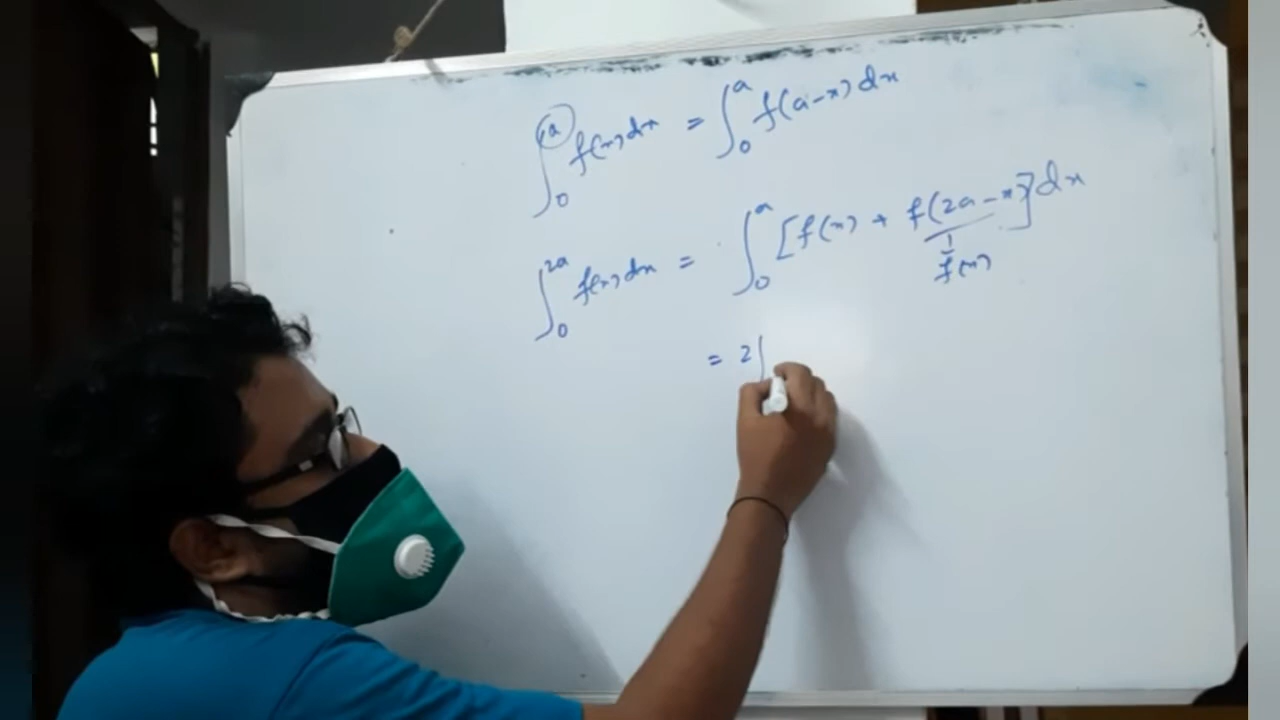 ∫₀ᵃ f(x)dx = ∫₀ᵃ f(a-x)dx
∫₀²ᵃ f(x)dx = ∫₀ᵃ [f(x) + f(2a-x)]dx
f(x)
= 2∫